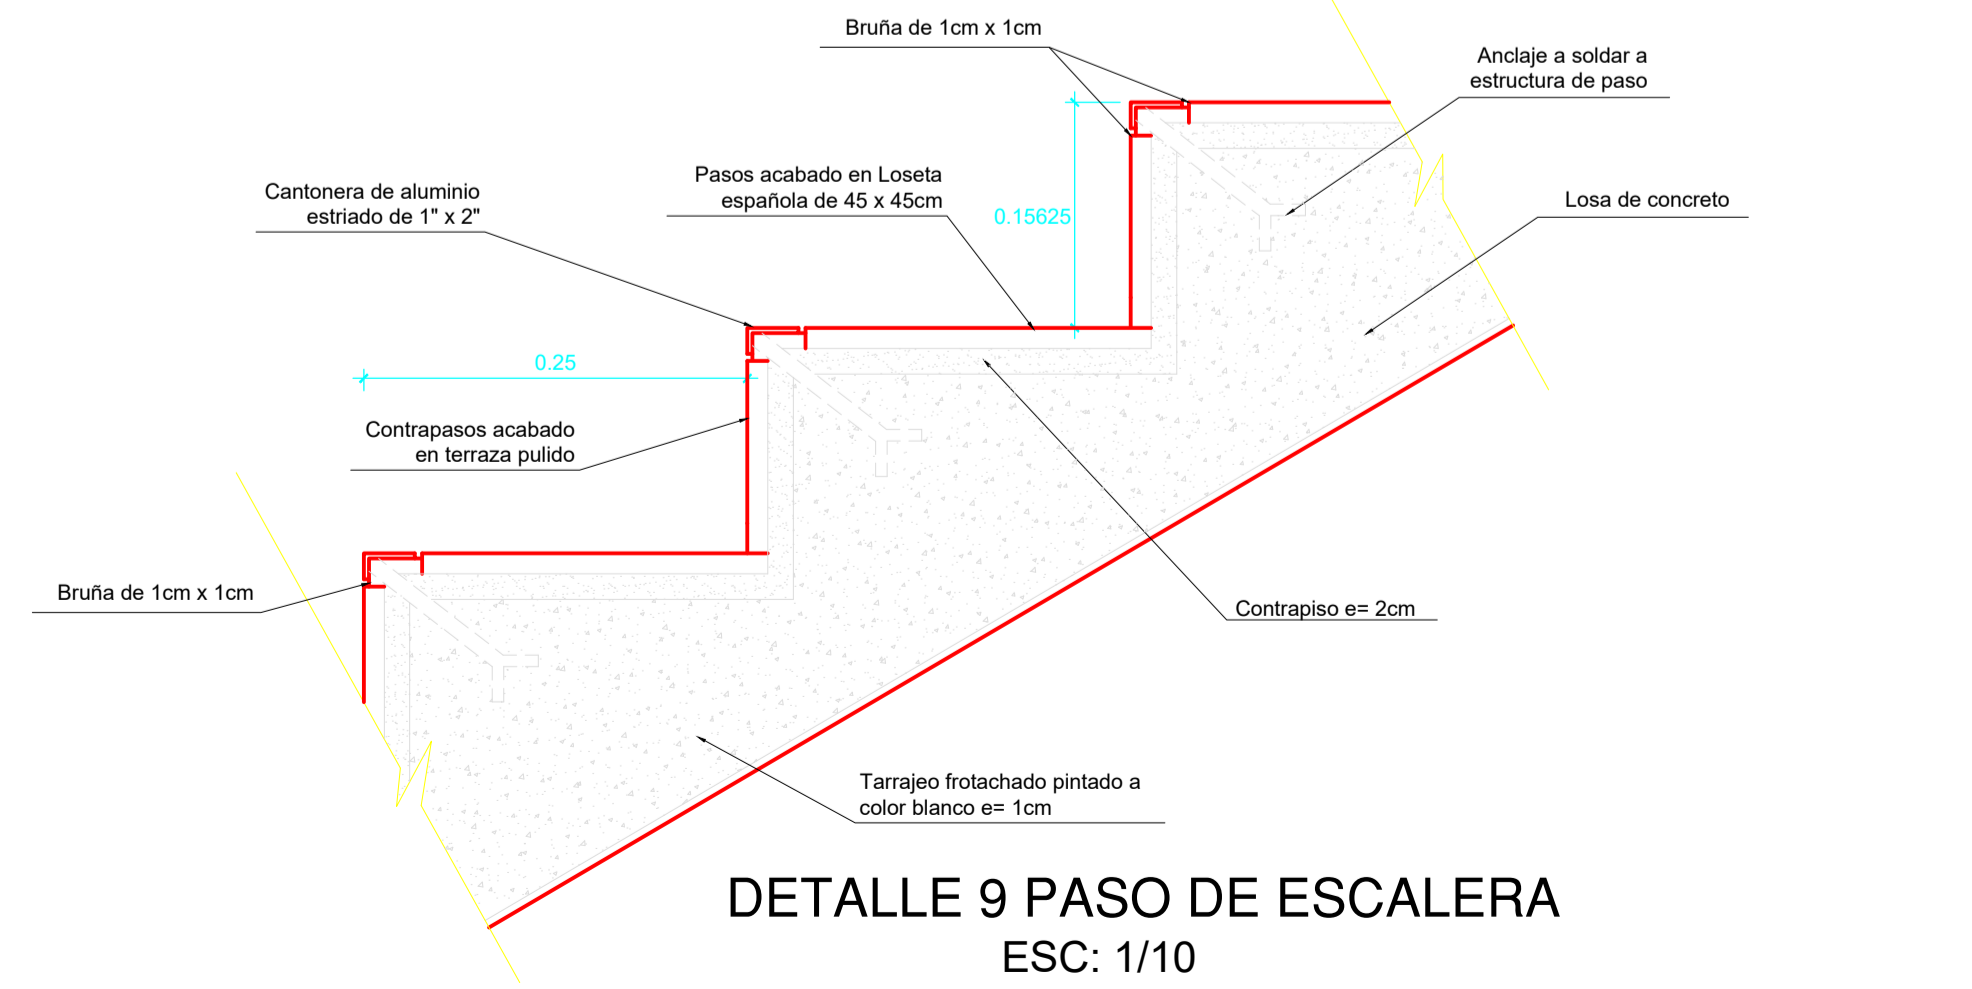 Bruña de 1cm x 1cm
Anclaje a soldar a
estructura de paso
Pasos acabado en Loseta
española de 45 x 45cm
Cantonera de aluminio
estriado de 1" x 2"
Losa de concreto
0.15625
0.25
Contrapasos acabado
en terraza pulido
Bruña de 1cm x 1cm
Contrapiso e= 2cm
Tarrajeo frotachado pintado a
color blanco e= 1cm
DETALLE 9 PASO DE ESCALERA
ESC: 1/10